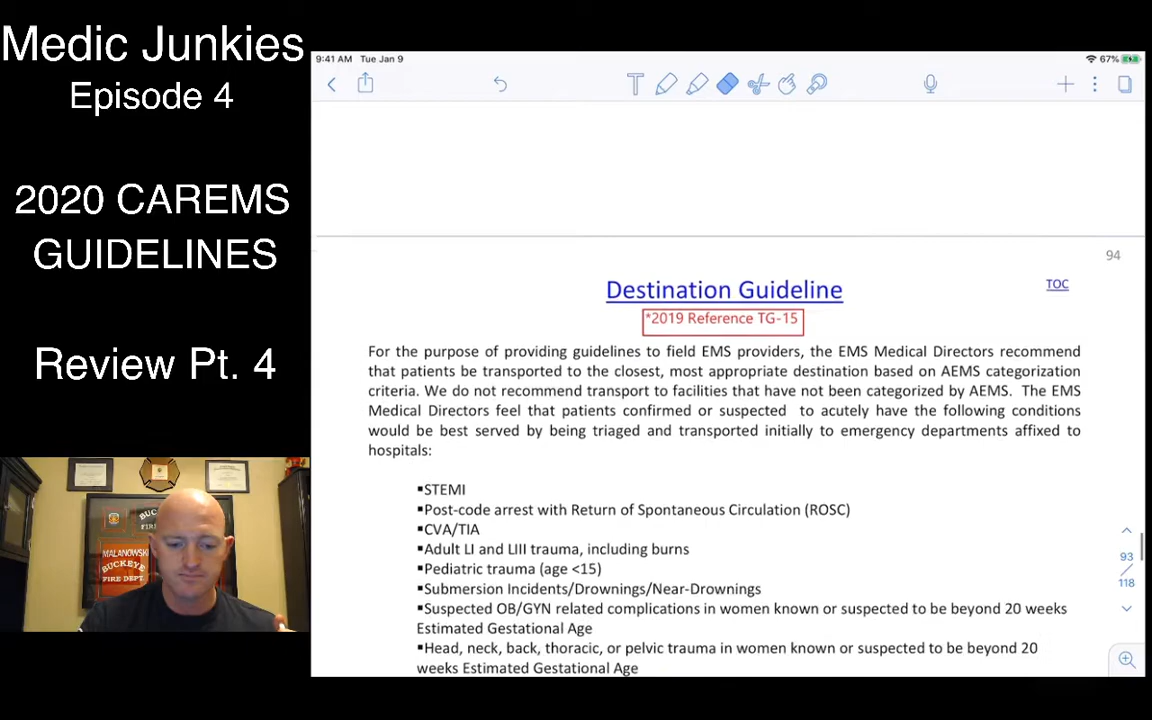 Medic Junkies
Episode 4
2020 CAREMS
GUIDELINES
Review Pt. 4
9:41 AM Tue Jan 9
67%
T
94
Destination Guideline
TOC
*2019 Reference TG-15
For the purpose of providing guidelines to field EMS providers, the EMS Medical Directors recommend
that patients be transported to the closest, most appropriate destination based on AEMS categorization
criteria. We do not recommend transport to facilities that have not been categorized by AEMS. The EMS
Medical Directors feel that patients confirmed or suspected to acutely have the following conditions
would be best served by being triaged and transported initially to emergency departments affixed to
hospitals:
▪STEMI
▪Post-code arrest with Return of Spontaneous Circulation (ROSC)
▪CVA/TIA
▪Adult LI and LIII trauma, including burns
▪Pediatric trauma (age <15)
▪Submersion Incidents/Drownings/Near-Drownings
▪Suspected OB/GYN related complications in women known or suspected to be beyond 20 weeks
Estimated Gestational Age
▪Head, neck, back, thoracic, or pelvic trauma in women known or suspected to be beyond 20
weeks Estimated Gestational Age
93
/
118
MALANOWSKI
BUCKEYE
FIRE DEPT.